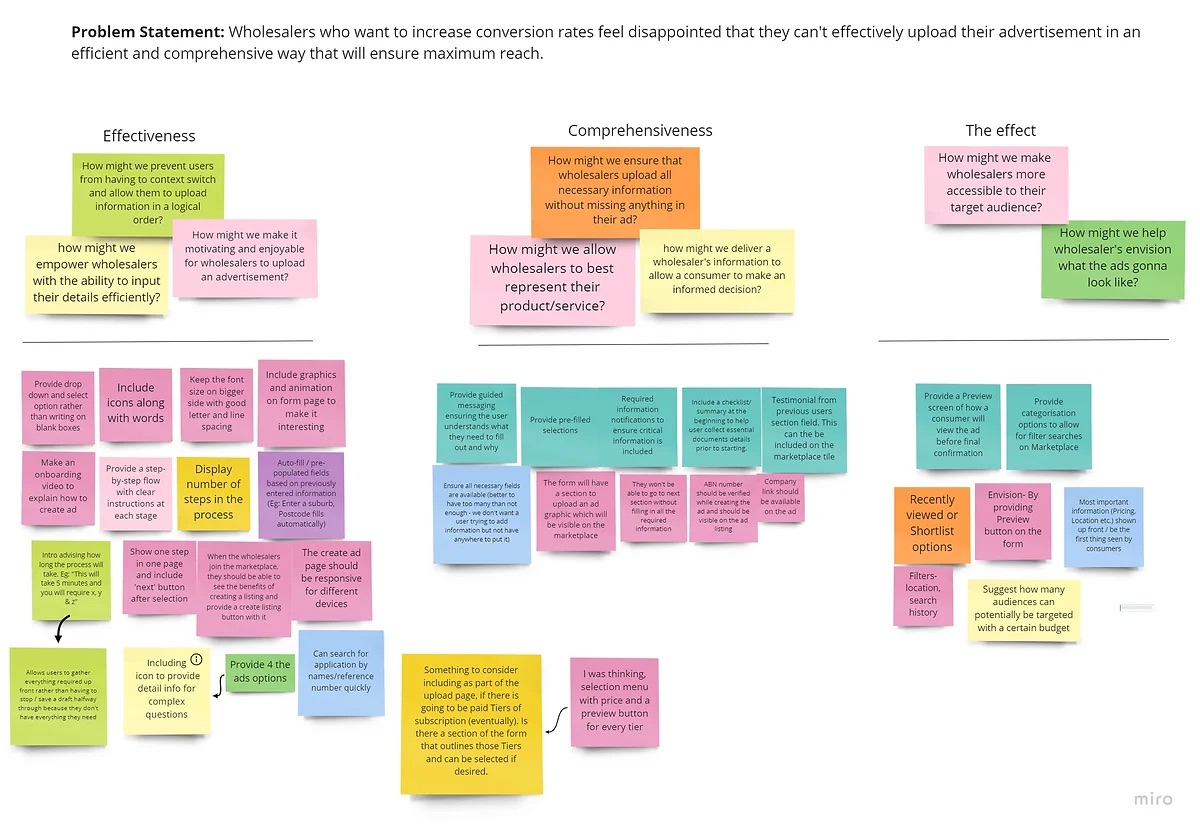 Problem Statement: Wholesalers who want to increase conversion rates feel disappointed that they can't effectively upload their advertisement in an
efficient and comprehensive way that will ensure maximum reach.
Effectiveness
How might we prevent users
from having to context switch
and allow them to upload
information in a logical
order?
how might we
empower wholesalers
with the ability to input
their details efficiently?
How might we make it
motivating and enjoyable
for wholesalers to upload
an advertisement?
Comprehensiveness
How might we ensure that
wholesalers upload all
necessary information
without missing anything in
their ad?
How might we allow
wholesalers to best
represent their
product/service?
how might we deliver a
wholesaler's information to
allow a consumer to make an
informed decision?
The effect
How might we make
wholesalers more
accessible to their
target audience?
How might we help
wholesaler's envision
what the ads gonna
look like?
Provide drop
down and select
option rather
than writing on
blank boxes
Include
icons along
with words
Keep the font
size on bigger
side with good
letter and line
spacing
Include graphics
and animation
on form page to
make it
interesting
Make an
onboarding
video to
explain how to
create ad
Provide a step-
by-step flow
with clear
instructions at
each stage
Display
number of
steps in the
process
Auto-fill / pre-
populated fields
based on previously
entered information
(Eg: Enter a suburb,
Postcode fills
automatically)
Intro advising how
long the process will
take. Eg: "This will
take 5 minutes and
you will require x, y
& z"
Show one step
in one page
and include
'next' button
after selection
When the wholesalers
join the marketplace,
they should be able to
see the benefits of
creating a listing and
provide a create listing
button with it
The create ad
page should
be responsive
for different
devices
Allows users to gather
everything required up
front rather than having to
stop / save a draft halfway
through because they don't
have everything they need
Including
icon to provide
detail info for
complex
questions
Provide 4 the
ads options
Can search for
application by
names/reference
number quickly
Provide guided
messaging
ensuring the user
understands what
they need to fill
out and why
Provide pre-filled
selections
Required
information
notifications to
ensure critical
information is
included
Include a checklist/
summary at the
beginning to help
user collect essential
documents details
prior to starting.
Testimonial from
previous users
section field. This
can the be
included on the
marketplace tile
Ensure all necessary fields
are available (better to
have too many than not
enough - we don't want a
user trying to add
information but not have
anywhere to put it)
The form will
have a section
to upload an ad
graphic which will
be visible on the
marketplace
They won't be
able to go to next
section without
filling in all the
required
information
ABN number
should be verified
while creating the
ad and should be
visible on the ad
listing
Company
link should
be available
on the ad
Something to consider
including as part of the
upload page, if there is
going to be paid Tiers of
subscription (eventually). Is
there a section of the form
that outlines those Tiers
and can be selected if
desired.
I was thinking,
selection menu
with price and a
preview button
for every tier
Provide a Preview
screen of how a
consumer will
view the ad
before final
confirmation
Provide
categorisation
options to allow
for filter searches
on Marketplace
Recently
viewed or
Shortlist
options
Envision- By
providing
Preview
button on the
form
Most important
information (Pricing,
Location etc.) shown
up front / be the
first thing seen by
consumers
Filters-
location,
search
history
Suggest how many
audiences can
potentially be targeted
with a certain budget
miro